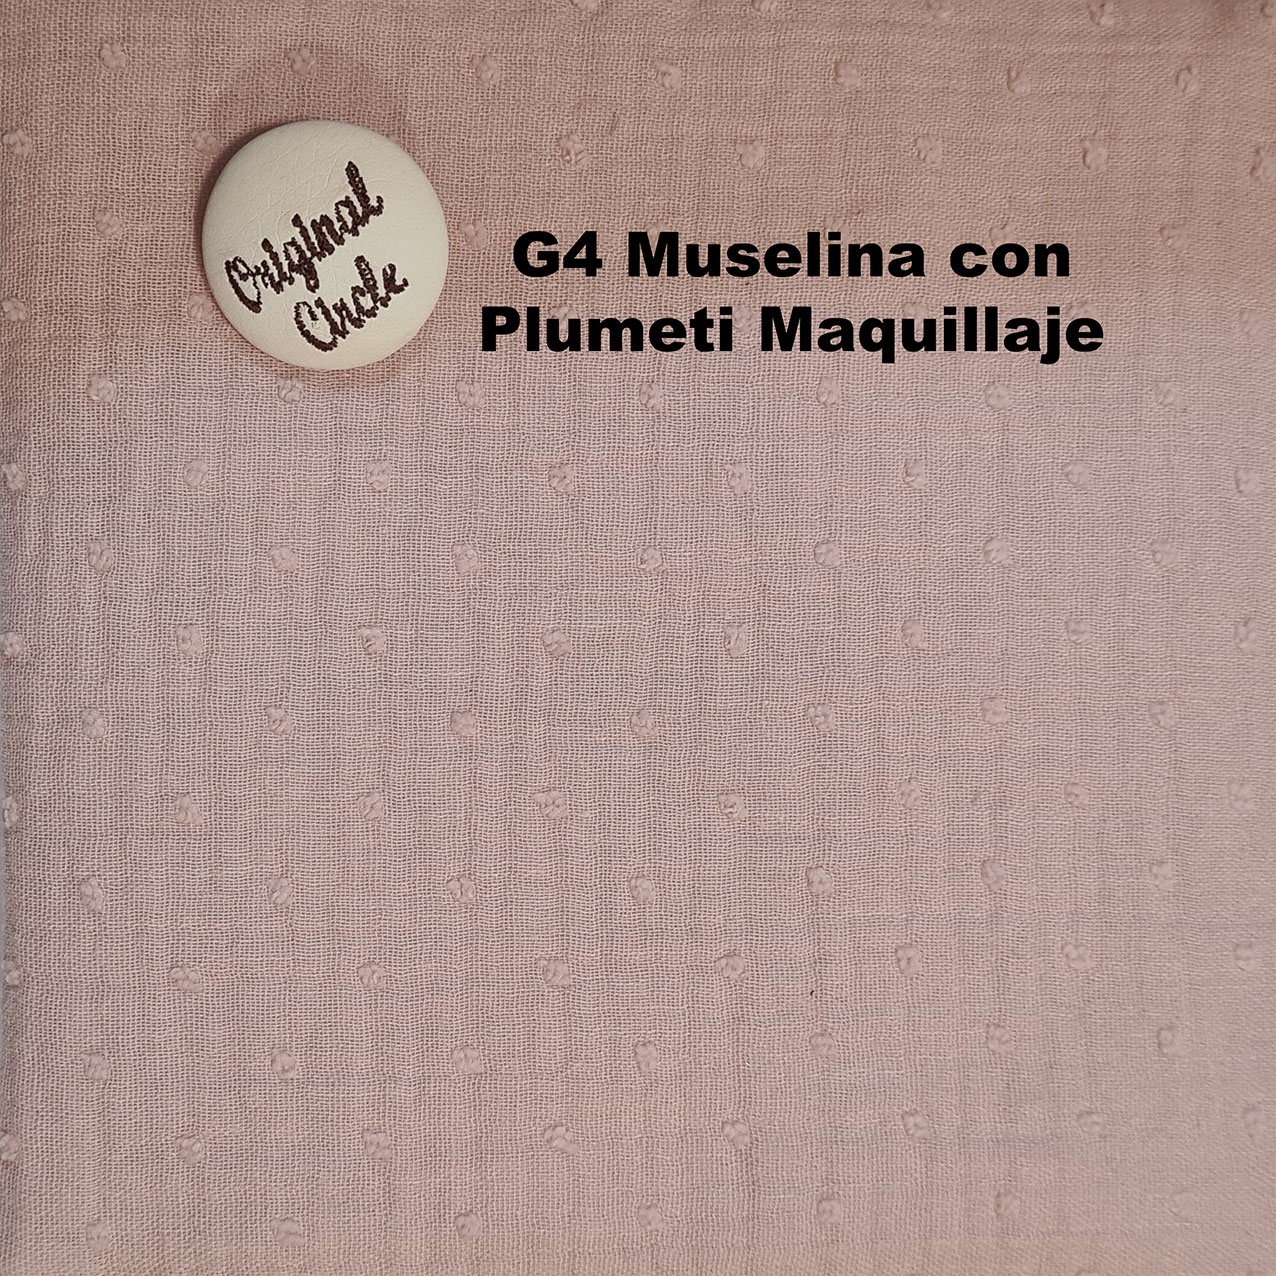 Original
Circle
G4 Muselina con
Plumeti Maquillaje